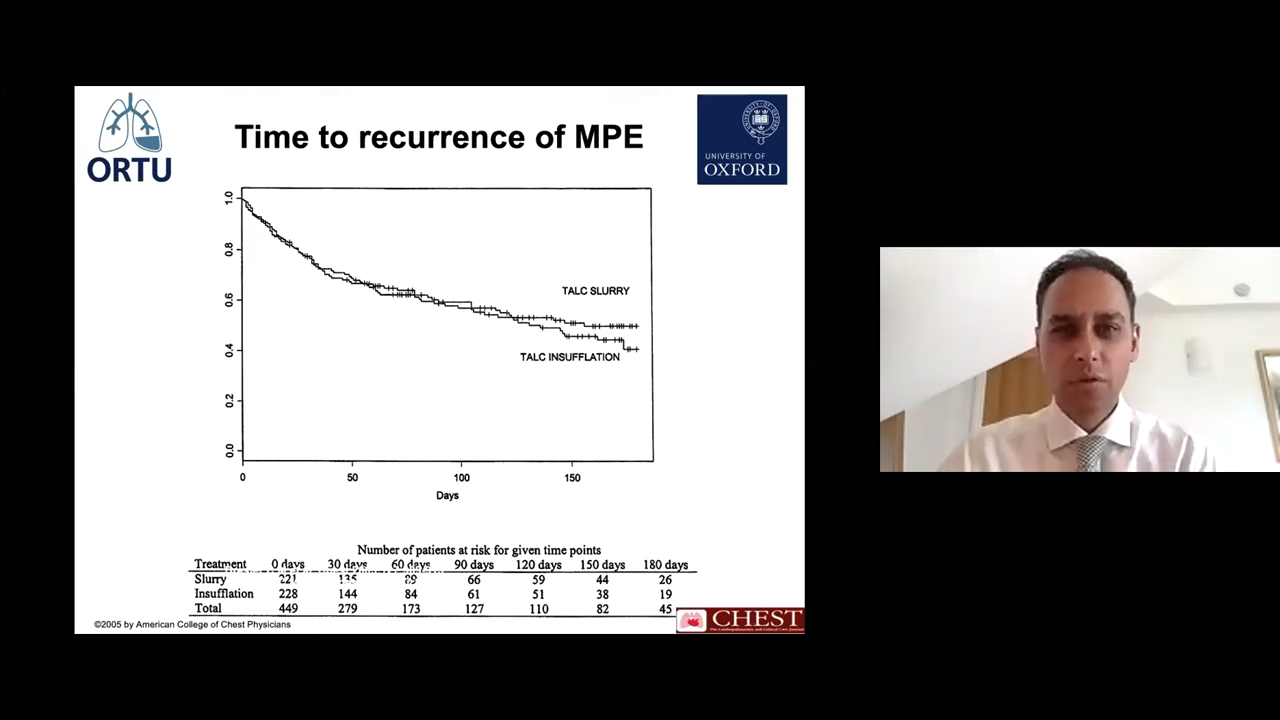 ORTU
Time to recurrence of MPE
UNIVERSITY OF
OXFORD
1.0
0.8
0.6
0.4
0.2
0.0
TALC SLURRY
TALC INSUFFLATION
0 50 100 150
Days
Number of patients at risk for given time points
Treatment 0 days 30 days 60 days 90 days 120 days 150 days 180 days
Slurry 221 135 89 66 59 44 26
Insufflation 228 144 84 61 51 38 19
Total 449 279 173 127 110 82 45
©2005 by American College of Chest Physicians
CHEST